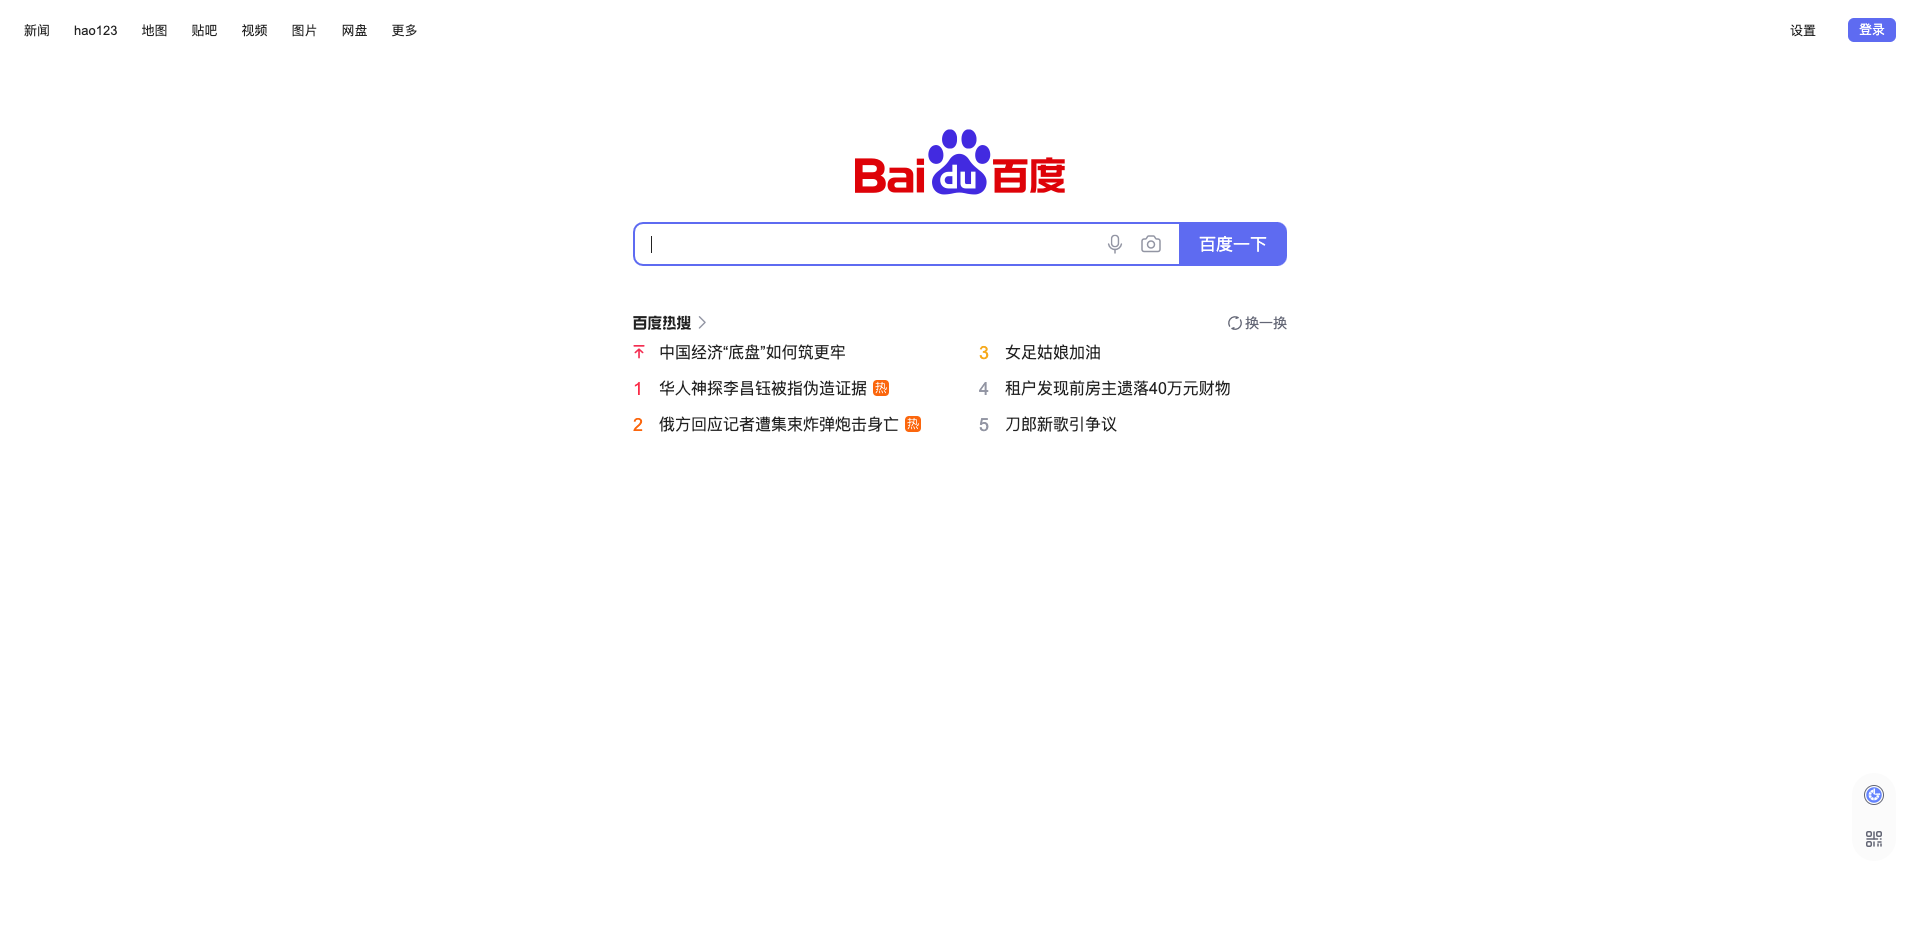 新闻 hao123 地图 贴吧 视频 图片 网盘 更多 设置 登录
Baidu百度
百度一下
百度热搜 换一换
中国经济“底盘”如何筑更牢
1 华人神探李昌钰被指伪造证据 热
2 俄方回应记者遭集束炸弹炮击身亡 热
3 女足姑娘加油
4 租户发现前房主遗落40万元财物
5 刀郎新歌引争议